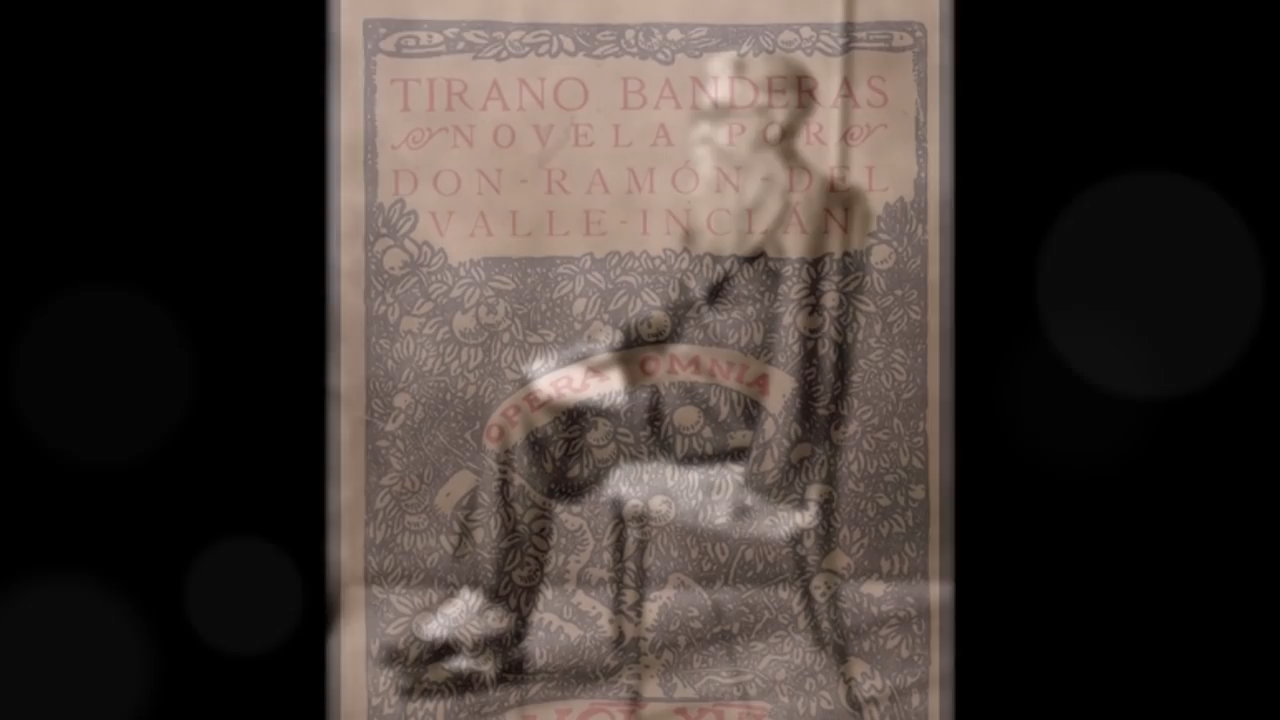 TIRANO BANDERAS
NOVELA POR
DON-RAMÓN-DEL
VALLE-INCLÁN
OPERA OMNIA